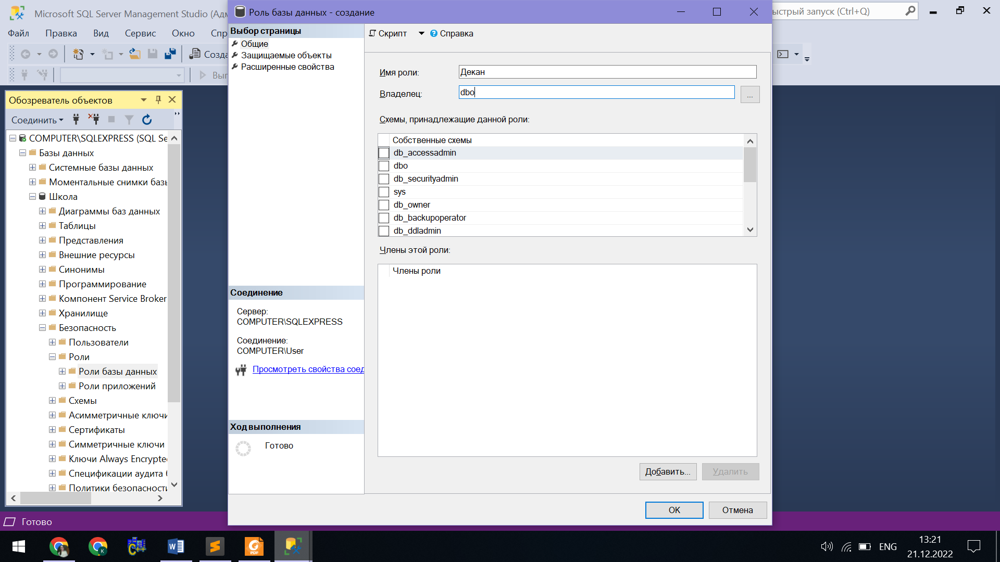 Microsoft SQL Server Management Studio (Адм
Файл Правка Вид Сервис Окно Спр
Созда
Вып
ыстрый запуск (Ctrl+Q)
Обозреватель объектов
Соединить
COMPUTER\SQLEXPRESS (SQL Se
Базы данных
Системные базы данных
Моментальные снимки базы
Школа
Диаграммы баз данных
Таблицы
Представления
Внешние ресурсы
Синонимы
Программирование
Компонент Service Broker
Хранилище
Безопасность
Пользователи
Роли
Роли базы данных
Роли приложений
Схемы
Асимметричные ключи
Сертификаты
Симметричные ключи
Ключи Always Encrypte
Спецификации аудита б
Политики безопасности
Готово
Роль базы данных - создание
Выбор страницы
Общие
Защищаемые объекты
Расширенные свойства
Соединение
Сервер:
COMPUTER\SQLEXPRESS
Соединение:
COMPUTER\User
Просмотреть свойства соед
Ход выполнения
Готово
Скрипт Справка
Имя роли: Декан
Владелец: dbo
...
Схемы, принадлежащие данной роли:
Собственные схемы
db_accessadmin
dbo
db_securityadmin
sys
db_owner
db_backupoperator
db_ddladmin
Члены этой роли:
Члены роли
Добавить... Удалить
OK Отмена
K
C++
PDF
ENG
13:21
21.12.2022